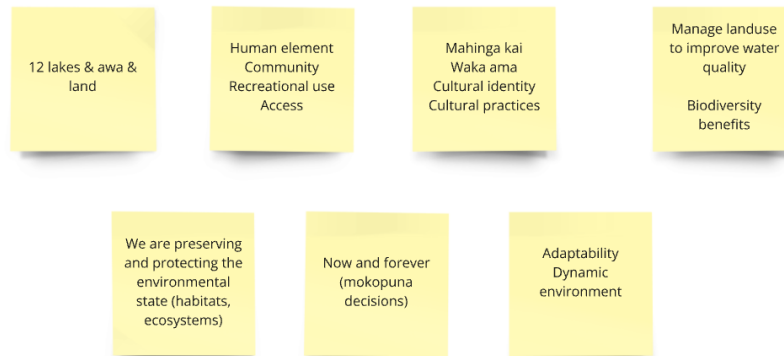 12 lakes & awa &
land
Human element
Community
Recreational use
Access
Mahinga kai
Waka ama
Cultural identity
Cultural practices
Manage landuse
to improve water
quality
Biodiversity
benefits
We are preserving
and protecting the
environmental
state (habitats,
ecosystems)
Now and forever
(mokopuna
decisions)
Adaptability
Dynamic
environment